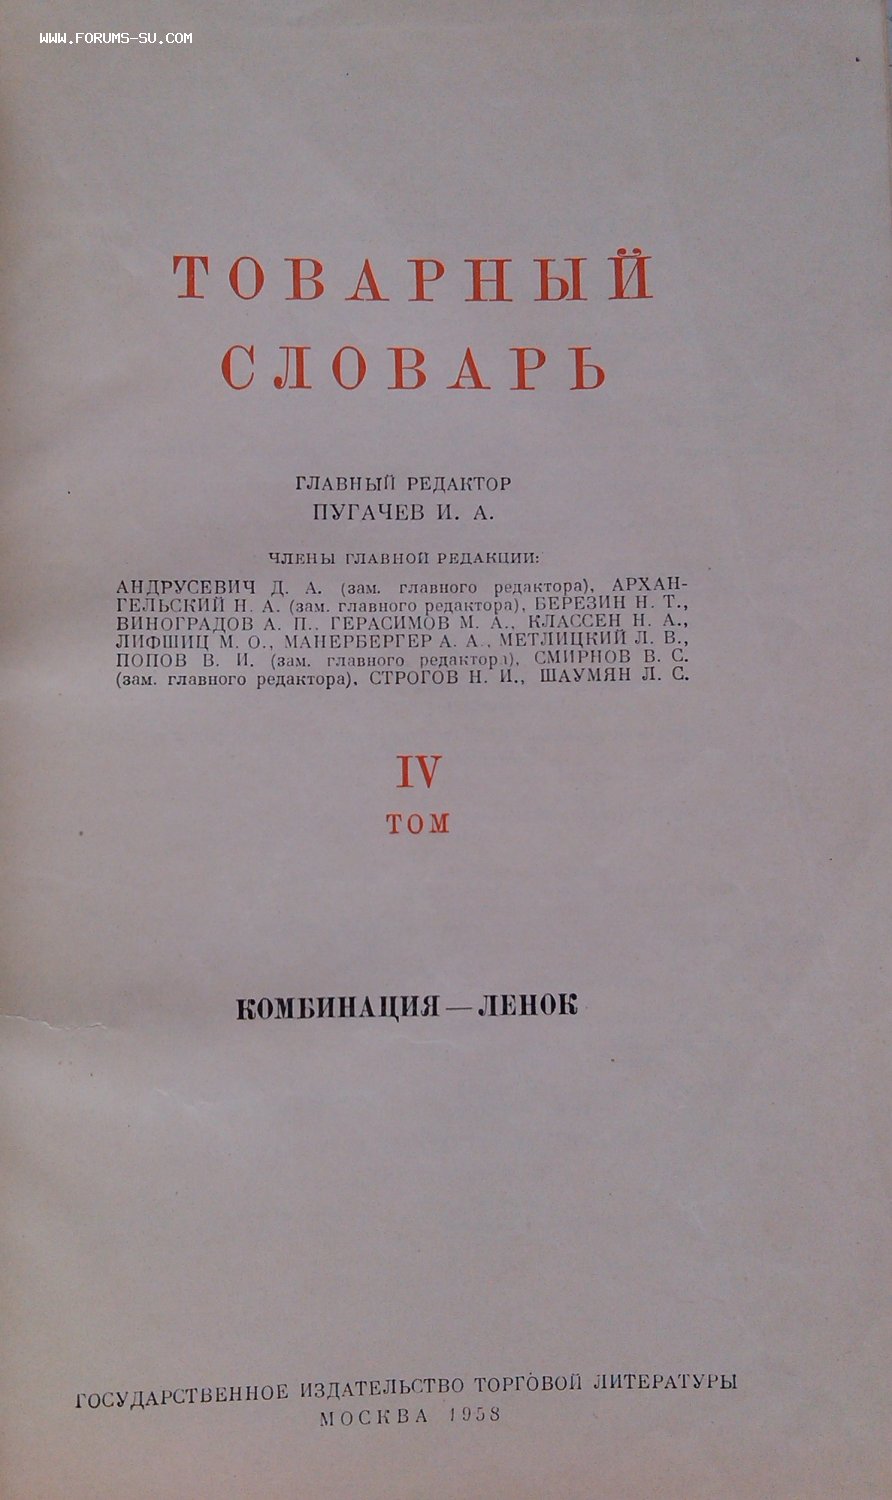 WWW.FORUMS-SU.COM
ТОВАРНЫЙ
СЛОВАРЬ
ГЛАВНЫЙ РЕДАКТОР
ПУГАЧЕВ И. А.
ЧЛЕНЫ ГЛАВНОЙ РЕДАКЦИИ:
АНДРУСЕВИЧ Д. А. (зам. главного редактора), АРХАН-
ГЕЛЬСКИЙ Н. А. (зам. главного редактора), БЕРЕЗИН Н. Т.,
ВИНОГРАДОВ А. П., ГЕРАСИМОВ М. А., КЛАССЕН Н. А.,
ЛИФШИЦ М. О., МАНЕРБЕРГЕР А. А., МЕТЛИЦКИЙ Л. В.,
ПОПОВ В. И. (зам. главного редактора), СМИРНОВ В. С.
(зам. главного редактора), СТРОГОВ Н. И., ШАУМЯН Л. С.
IV
ТОМ
КОМБИНАЦИЯ — ЛЕНОК
ГОСУДАРСТВЕННОЕ ИЗДАТЕЛЬСТВО ТОРГОВОЙ ЛИТЕРАТУРЫ
МОСКВА 1958